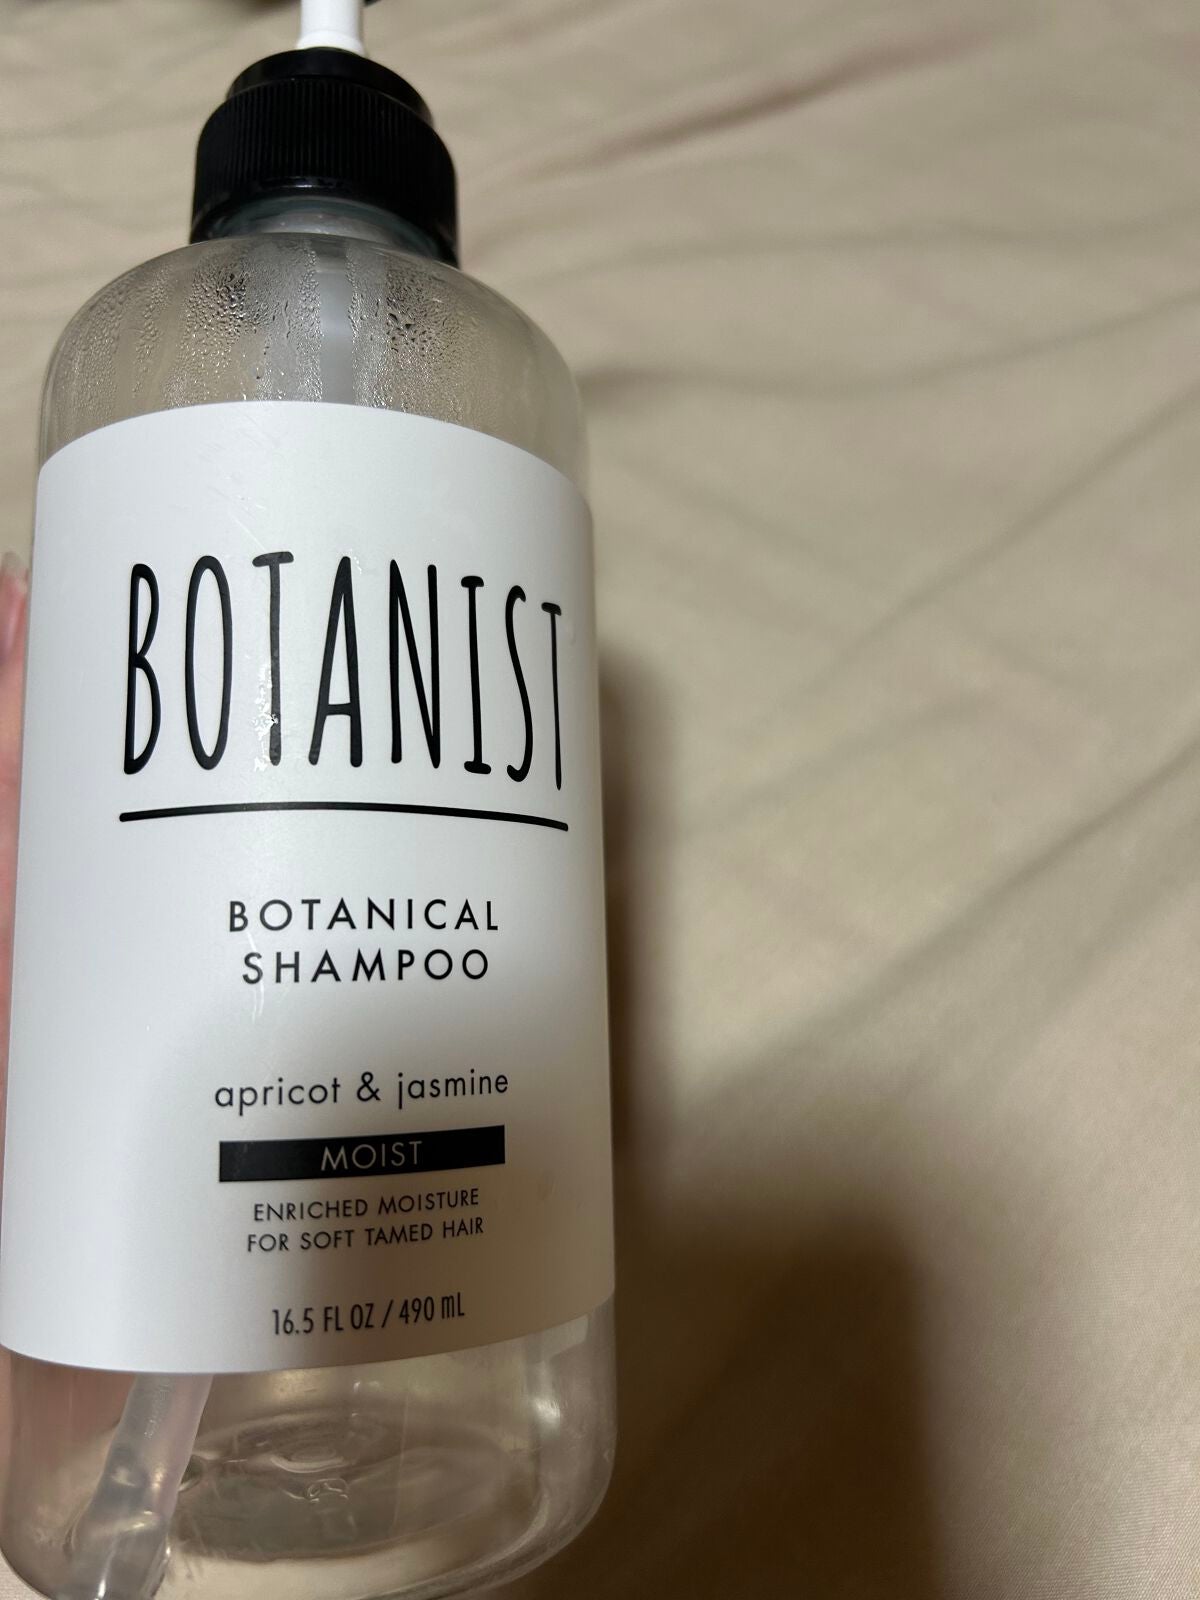 BOTANIST
BOTANICAL
SHAMPOO
apricot & jasmine
MOIST
ENRICHED MOISTURE
FOR SOFT TAMED HAIR
16.5 FL OZ / 490 mL